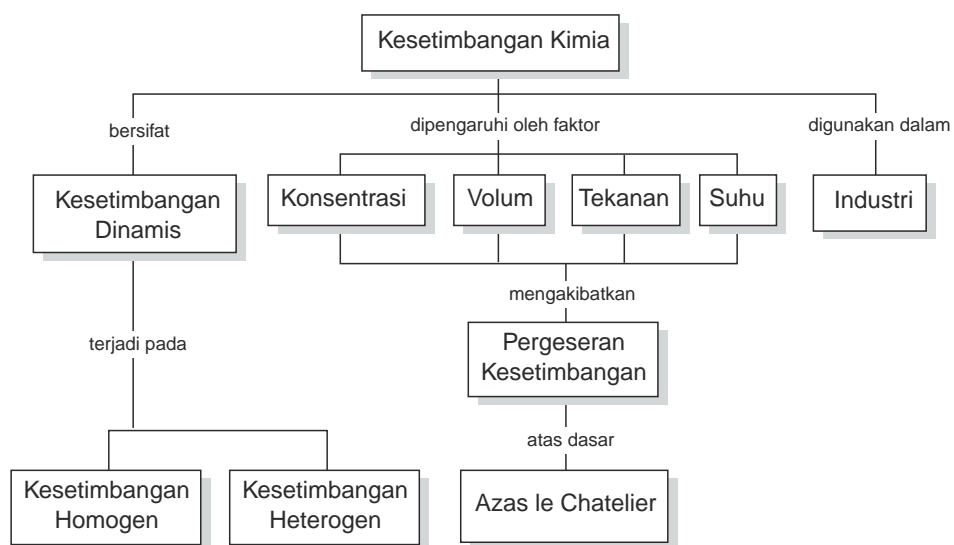 Kesetimbangan Kimia
bersifat
dipengaruhi oleh faktor
digunakan dalam
Kesetimbangan
Dinamis
Konsentrasi
Volum
Tekanan
Suhu
Industri
mengakibatkan
terjadi pada
Pergeseran
Kesetimbangan
atas dasar
Kesetimbangan
Homogen
Kesetimbangan
Heterogen
Azas le Chatelier